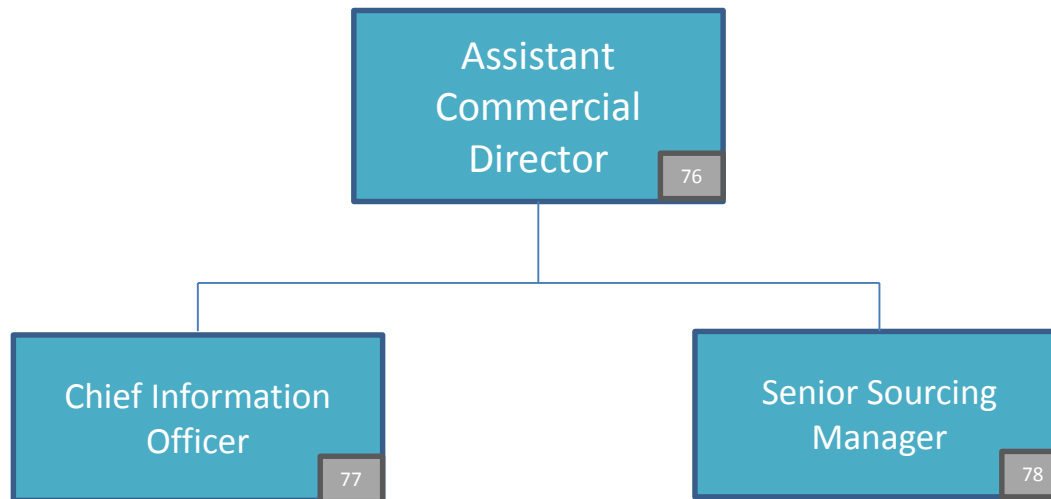 Assistant
Commercial
Director
76
Chief Information
Officer
77
Senior Sourcing
Manager
78